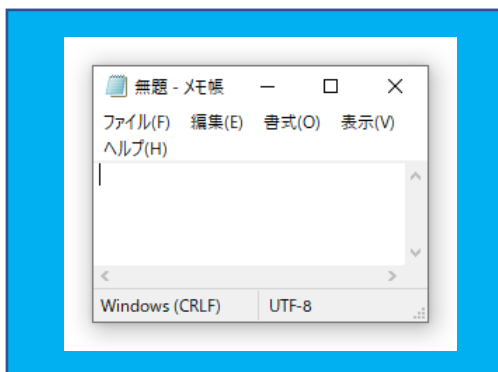 無題 - メモ帳
ファイル(F) 編集(E) 書式(O) 表示(V)
ヘルプ(H)
Windows (CRLF) UTF-8